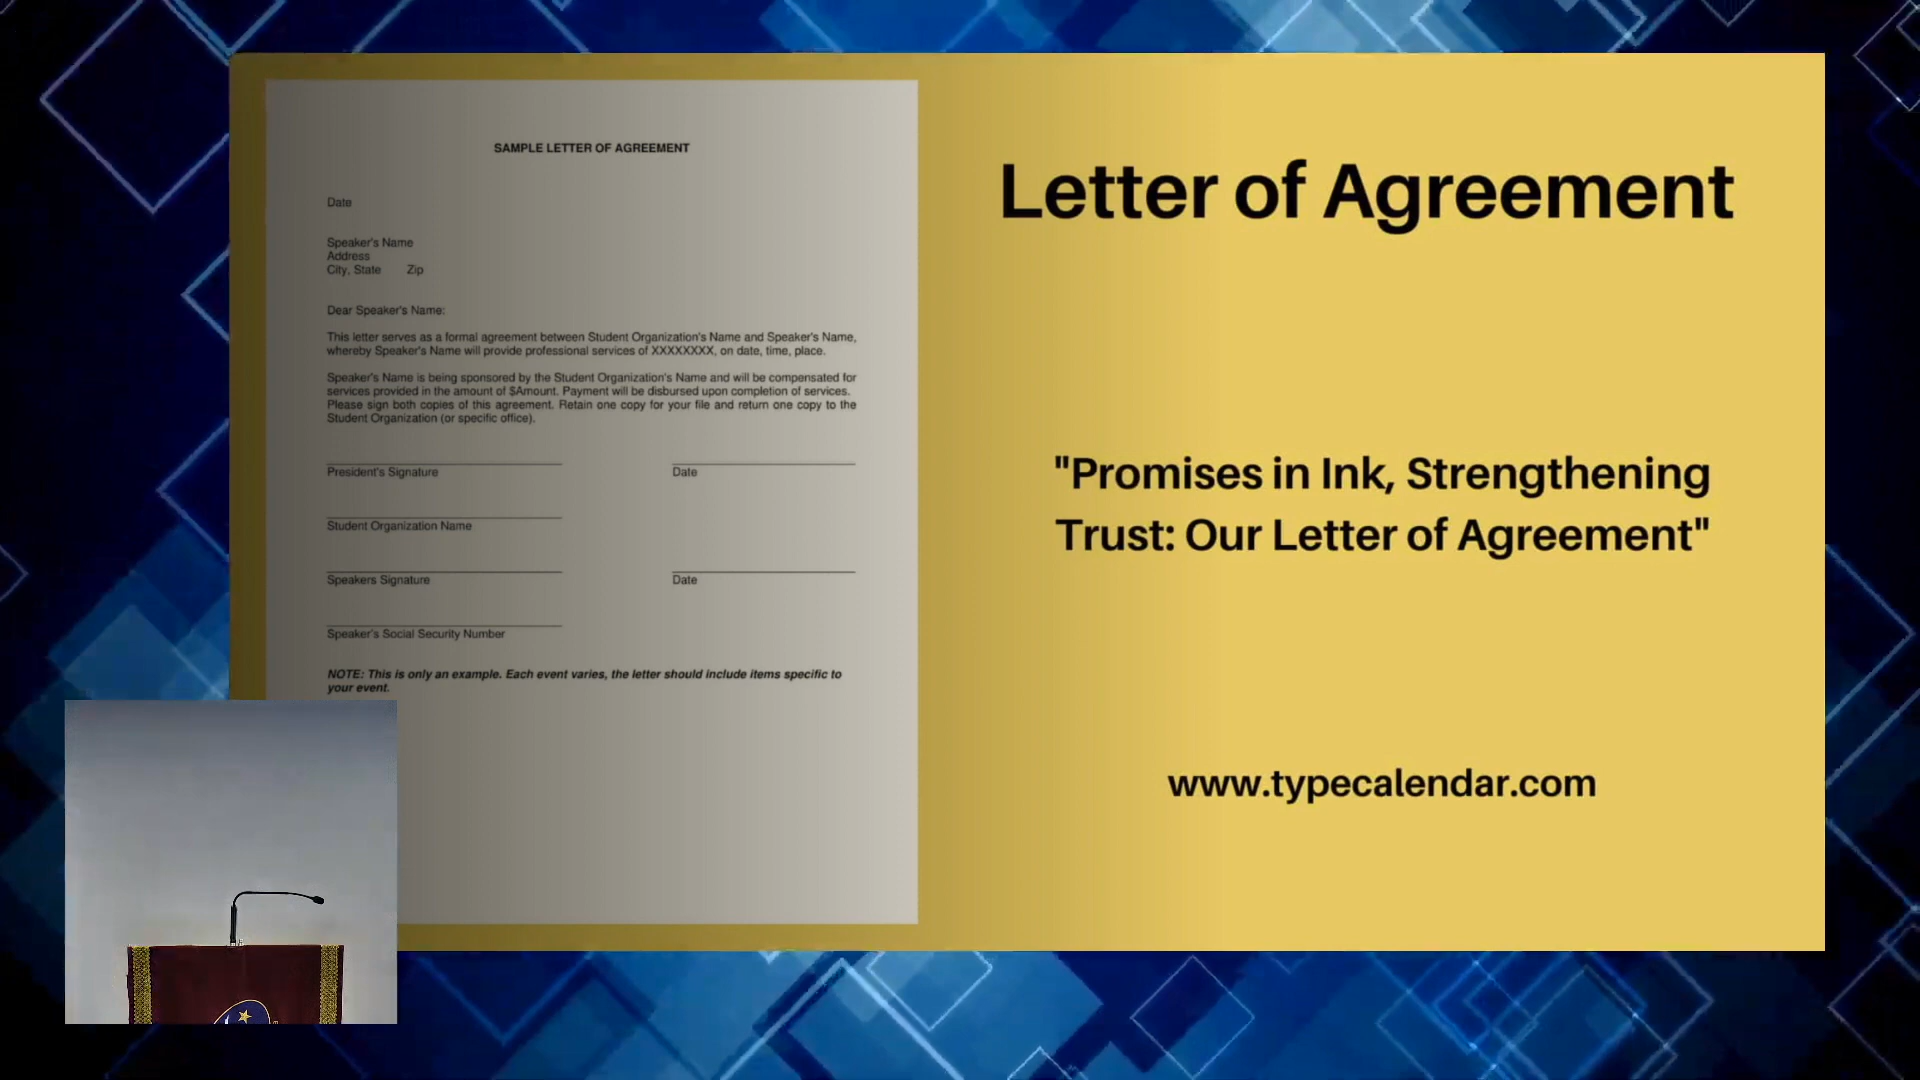 SAMPLE LETTER OF AGREEMENT
Date
Speaker's Name
Address
City, State Zip
Dear Speaker's Name:
This letter serves as a formal agreement between Student Organization's Name and Speaker's Name,
whereby Speaker's Name will provide professional services of XXXXXXXX, on date, time, place.
Speaker's Name is being sponsored by the Student Organization's Name and will be compensated for
services provided in the amount of $Amount. Payment will be disbursed upon completion of services.
Please sign both copies of this agreement. Retain one copy for your file and return one copy to the
Student Organization (or specific office).
President's Signature Date
Student Organization Name
Speakers Signature Date
Speaker's Social Security Number
NOTE: This is only an example. Each event varies, the letter should include items specific to
your event.
Letter of Agreement
"Promises in Ink, Strengthening
Trust: Our Letter of Agreement"
www.typecalendar.com